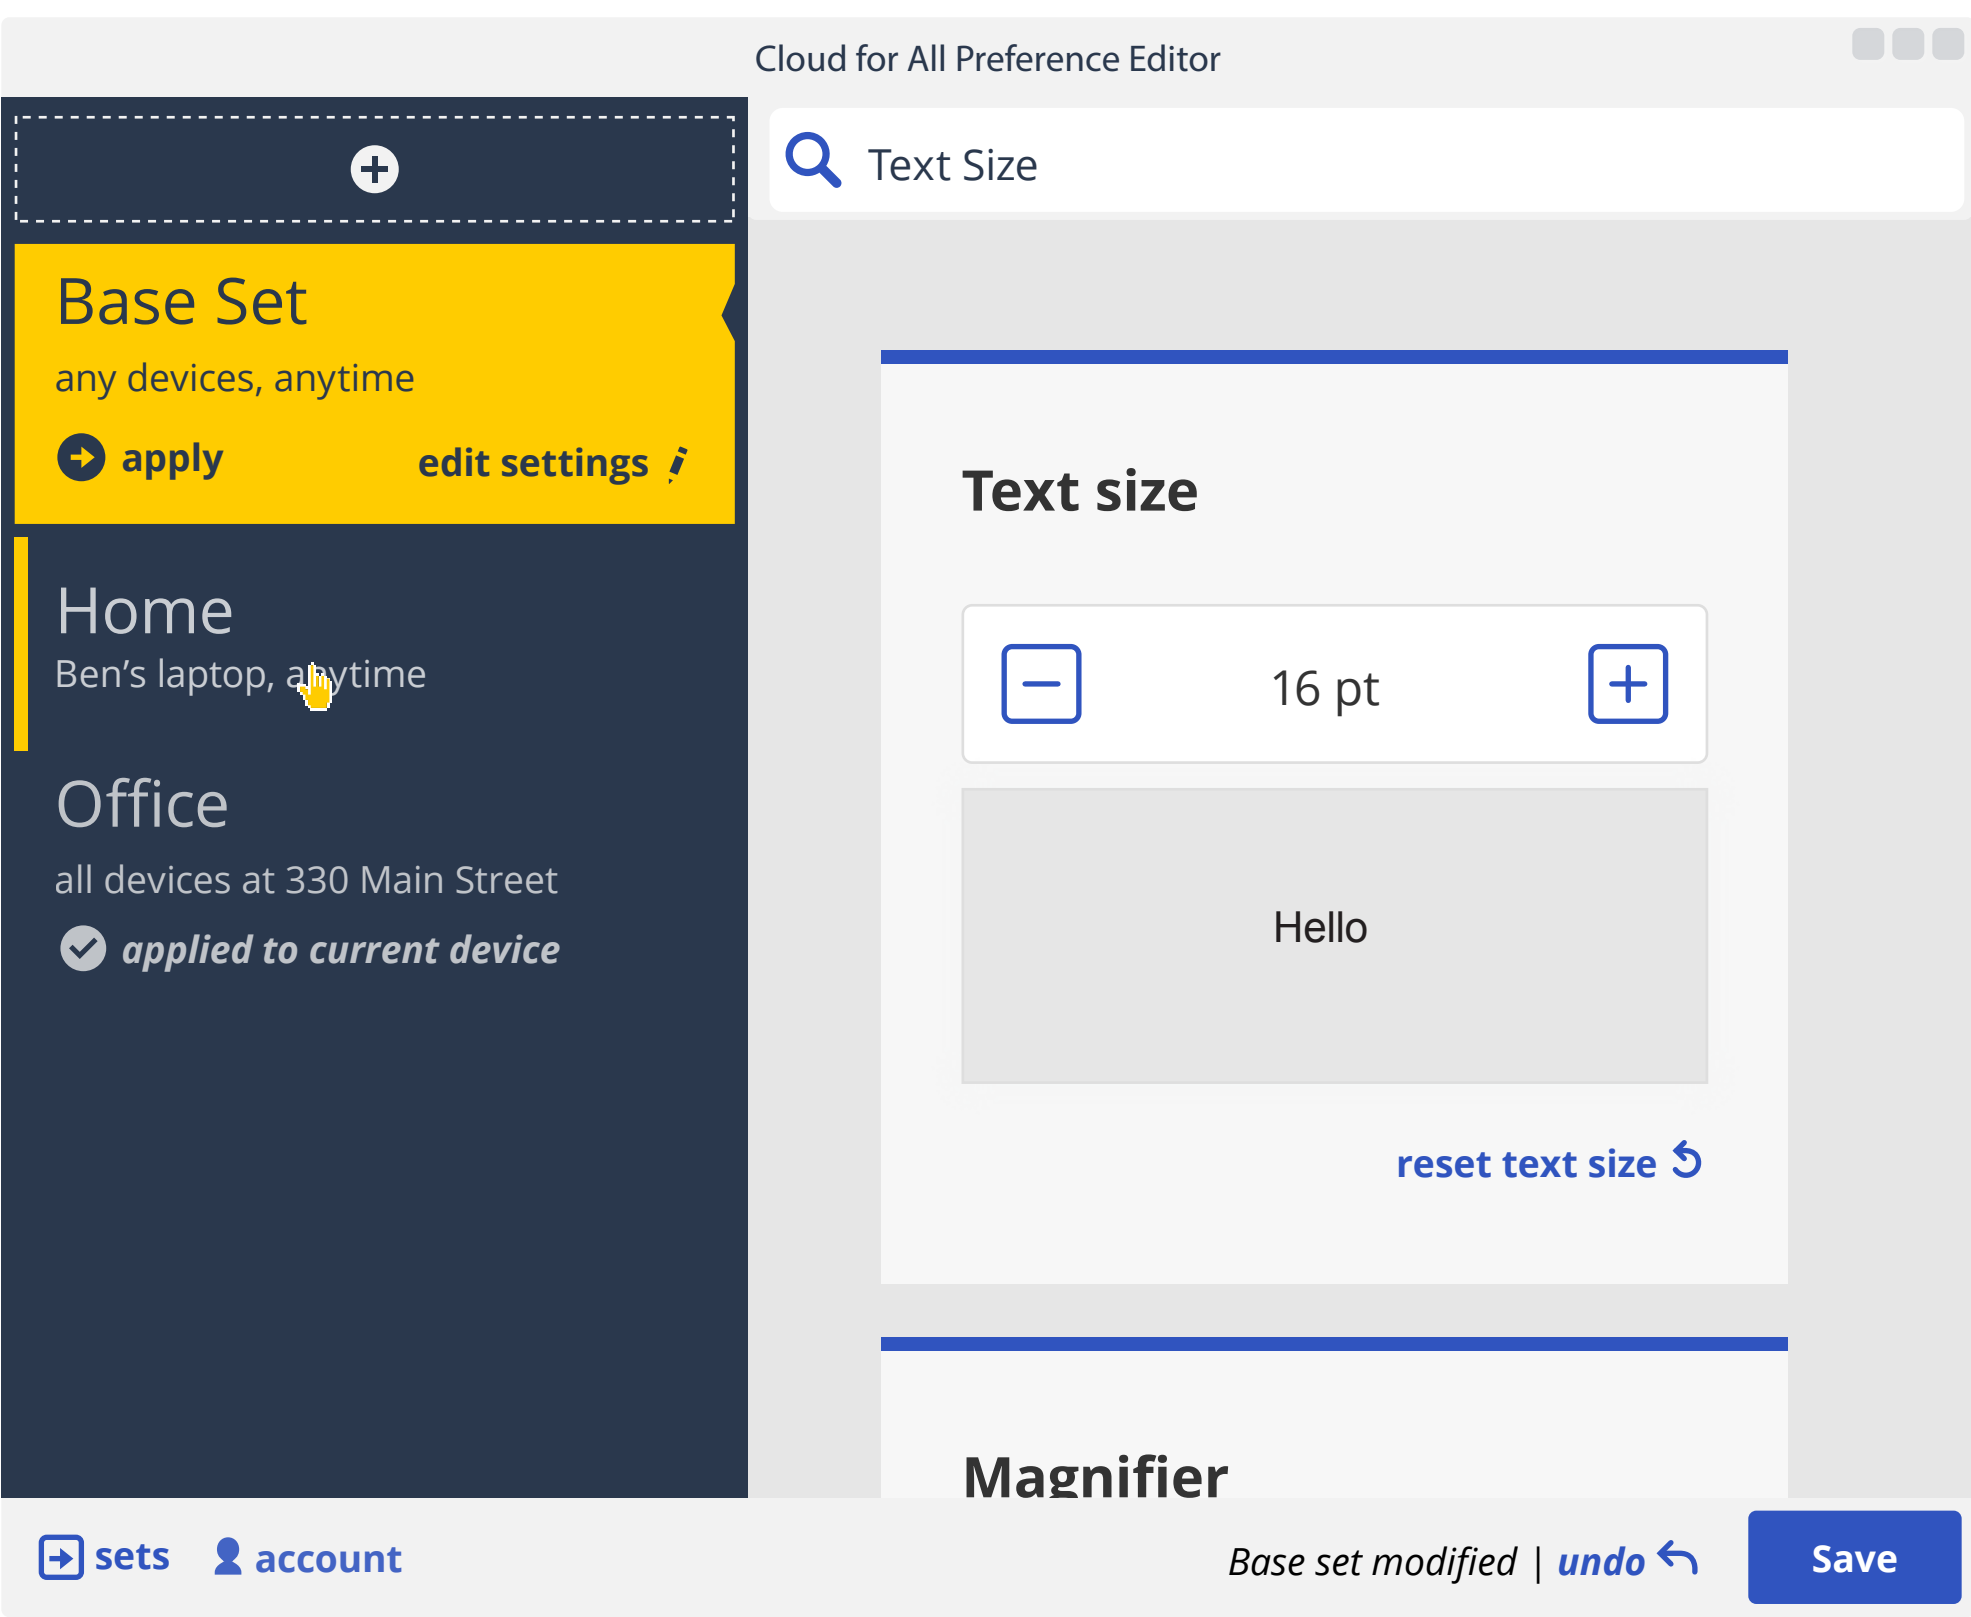 Cloud for All Preference Editor
Text Size
Base Set
any devices, anytime
apply
edit settings
Home
Ben’s laptop, anytime
Office
all devices at 330 Main Street
applied to current device
Text size
16 pt
Hello
reset text size
Magnifier
sets
account
Base set modified | undo
Save